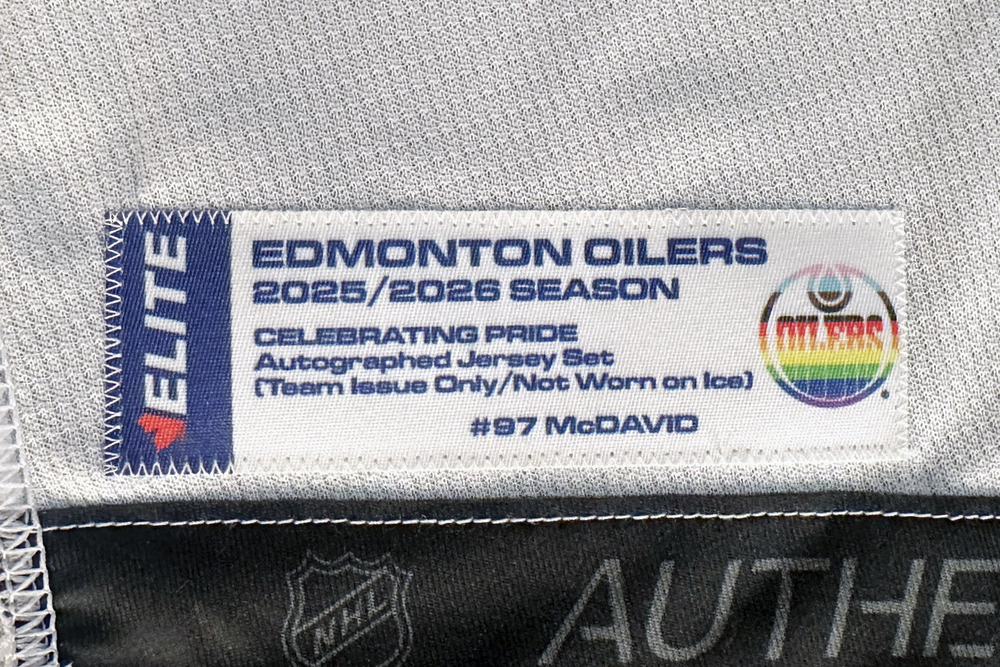 ELITE
EDMONTON OILERS
2025/2026 SEASON
CELEBRATING PRIDE
Autographed Jersey Set
(Team Issue Only/Not Worn on Ice)
#97 McDAVID
OILERS
NHL
AUTHE